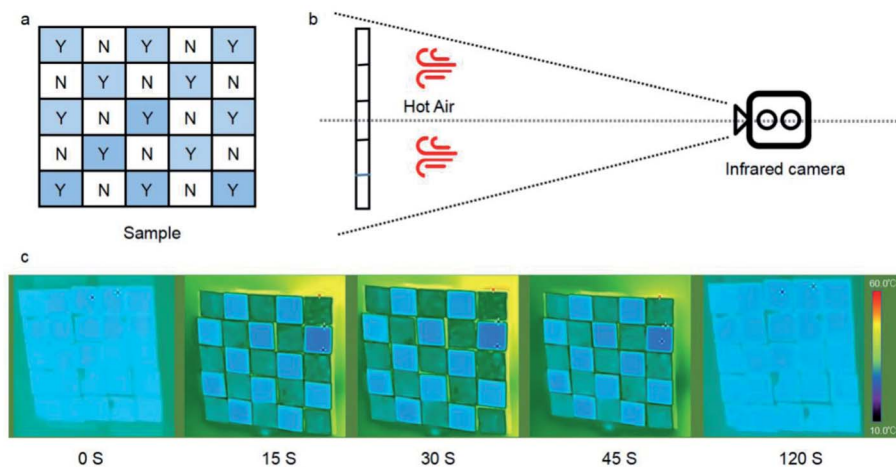 a
Y N Y N Y
N Y N Y N
Y N Y N Y
N Y N Y N
Y N Y N Y
Sample
b
Hot Air
Infrared camera
c
60.0℃
10.0℃
0 S
15 S
30 S
45 S
120 S